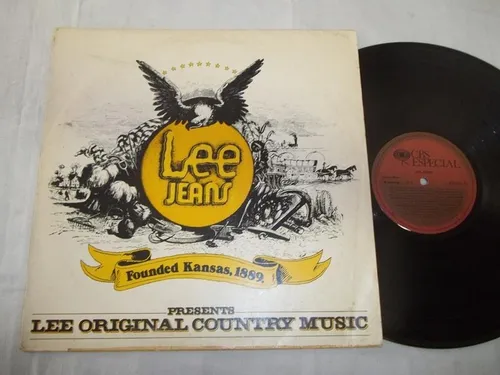 Lee
JEANS
Founded Kansas, 1889.
PRESENTS
LEE ORIGINAL COUNTRY MUSIC
CBS
ESPECIAL